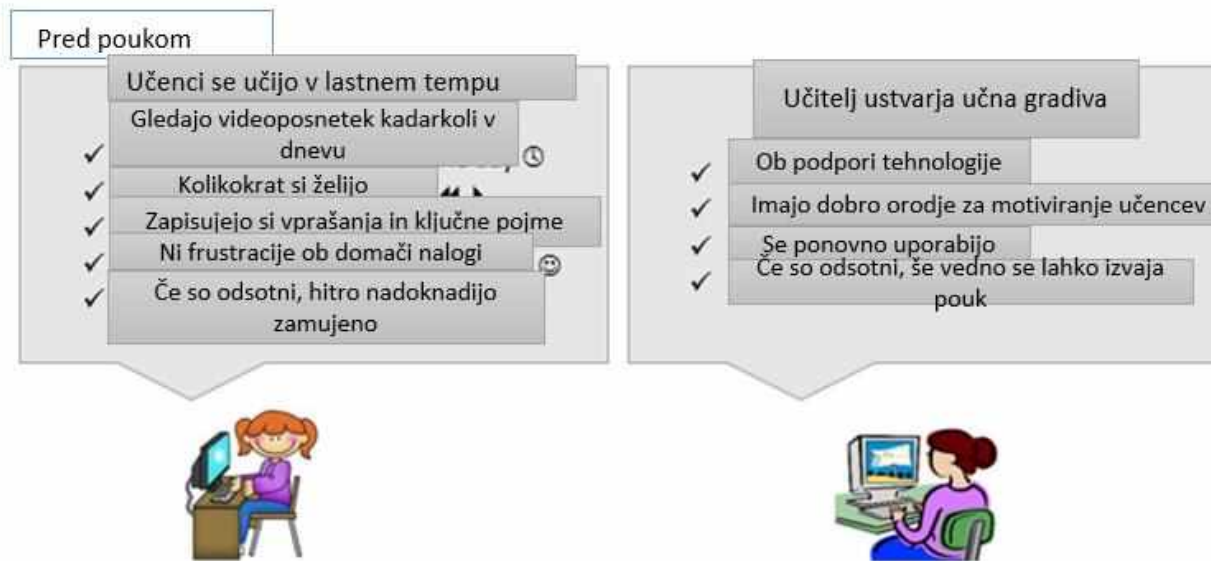 Pred poukom
Učenci se učijo v lastnem tempu
Gledajo videoposnetek kadarkoli v
dnevu
Kolikokrat si želijo
Zapisujejo si vprašanja in ključne pojme
Ni frustracije ob domači nalogi
Če so odsotni, hitro nadoknadijo
zamujeno
Učitelj ustvarja učna gradiva
Ob podpori tehnologije
Imajo dobro orodje za motiviranje učencev
Se ponovno uporabijo
Če so odsotni, še vedno se lahko izvaja
pouk